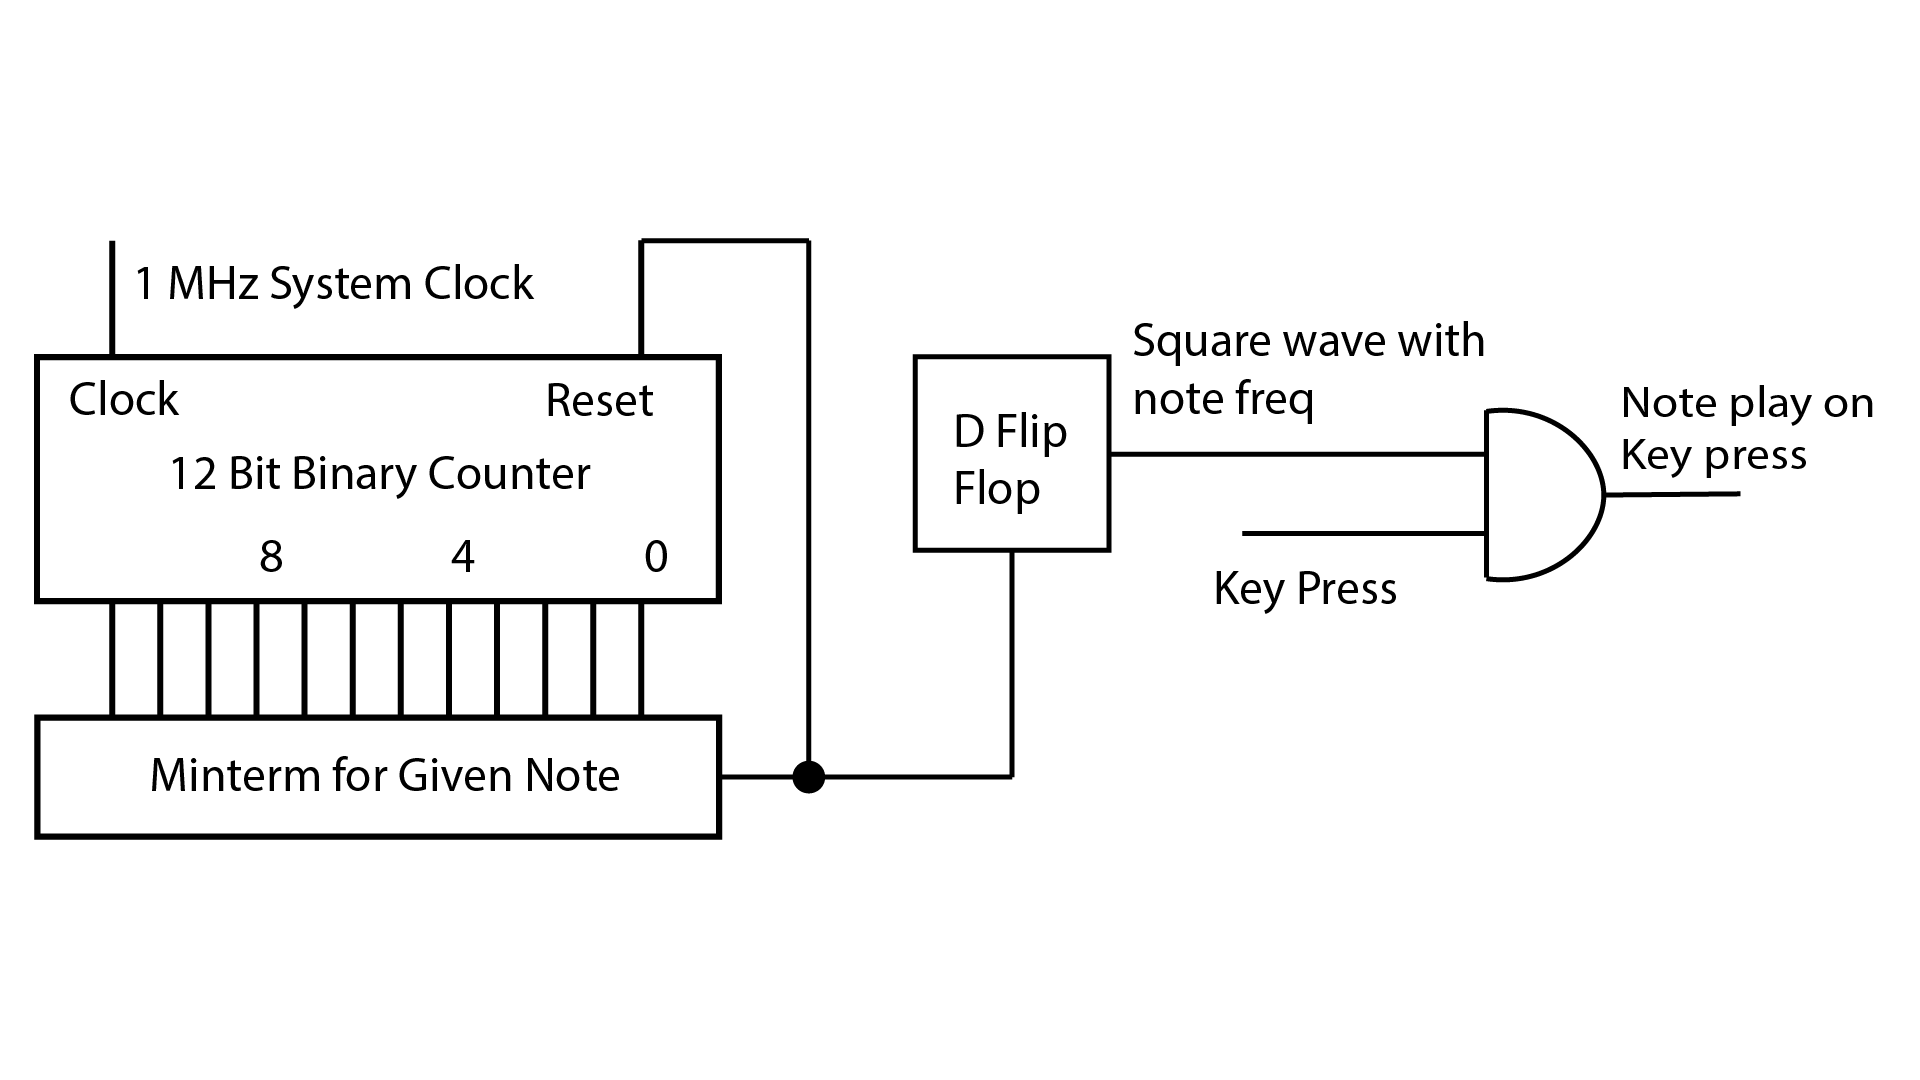 1 MHz System Clock
Clock
Reset
12 Bit Binary Counter
8
4
0
Minterm for Given Note
D Flip
Flop
Square wave with
note freq
Key Press
Note play on
Key press